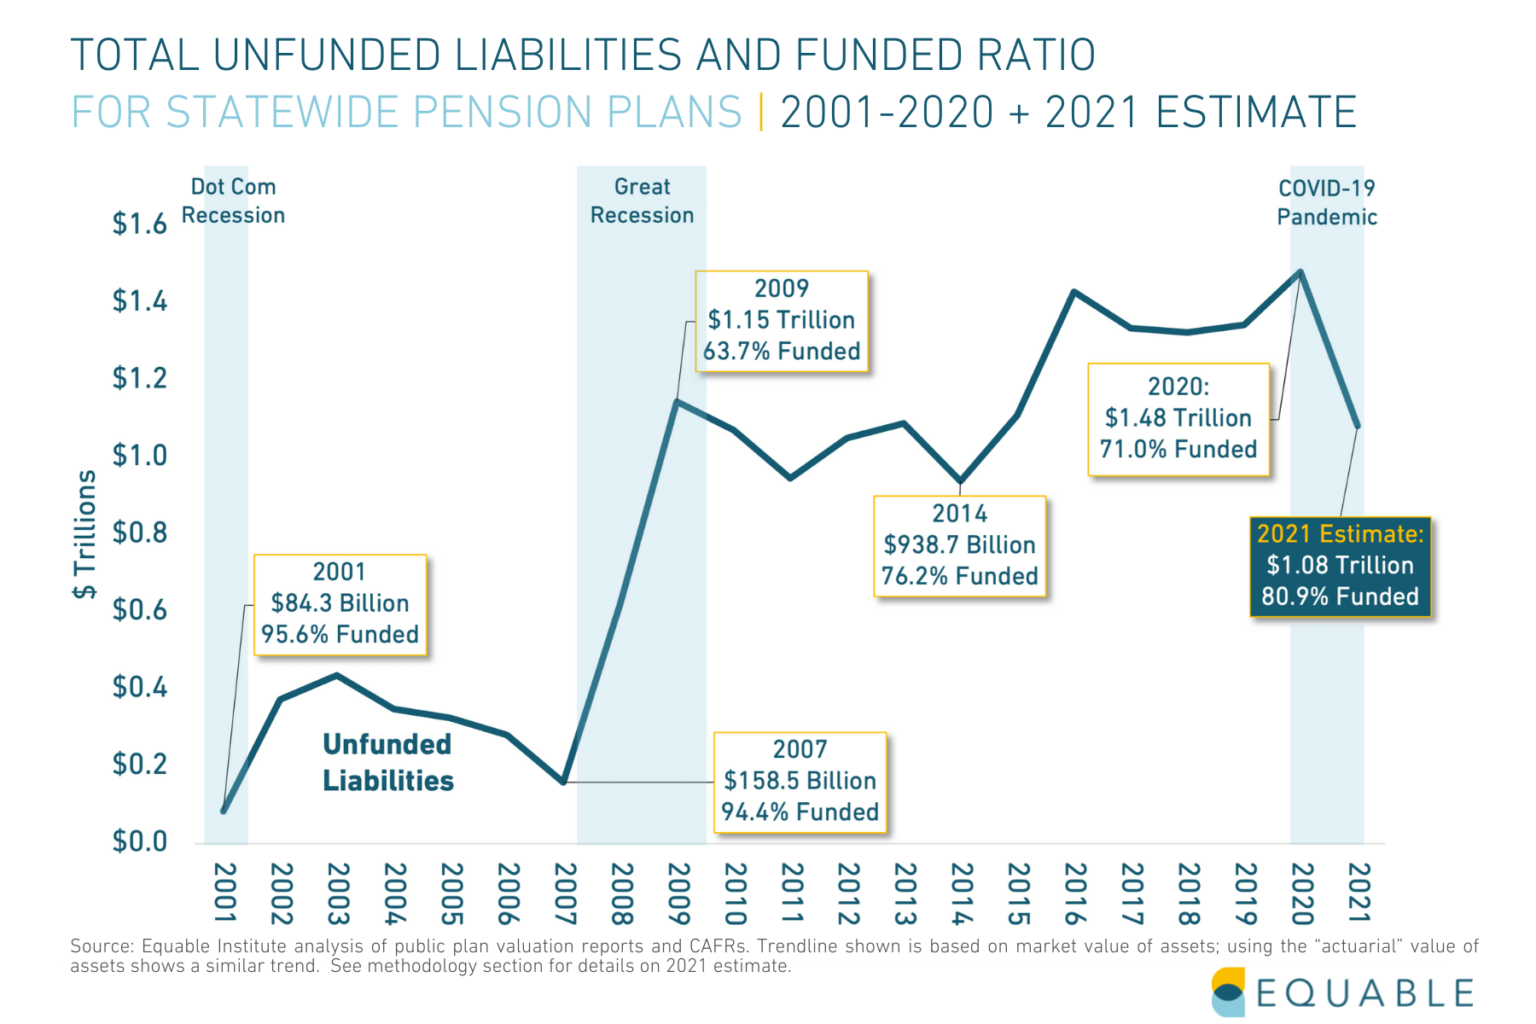 TOTAL UNFUNDED LIABILITIES AND FUNDED RATIO
FOR STATEWIDE PENSION PLANS | 2001-2020 + 2021 ESTIMATE
Dot Com
Recession
Great
Recession
COVID-19
Pandemic
$ Trillions
$1.6
$1.4
$1.2
$1.0
$0.8
$0.6
$0.4
$0.2
$0.0
2001
$84.3 Billion
95.6% Funded
Unfunded
Liabilities
2007
$158.5 Billion
94.4% Funded
2009
$1.15 Trillion
63.7% Funded
2014
$938.7 Billion
76.2% Funded
2020:
$1.48 Trillion
71.0% Funded
2021 Estimate:
$1.08 Trillion
80.9% Funded
2001
2002
2003
2004
2005
2006
2007
2008
2009
2010
2011
2012
2013
2014
2015
2016
2017
2018
2019
2020
2021
Source: Equable Institute analysis of public plan valuation reports and CAFRs. Trendline shown is based on market value of assets; using the “actuarial” value of
assets shows a similar trend. See methodology section for details on 2021 estimate.
EQUABLE